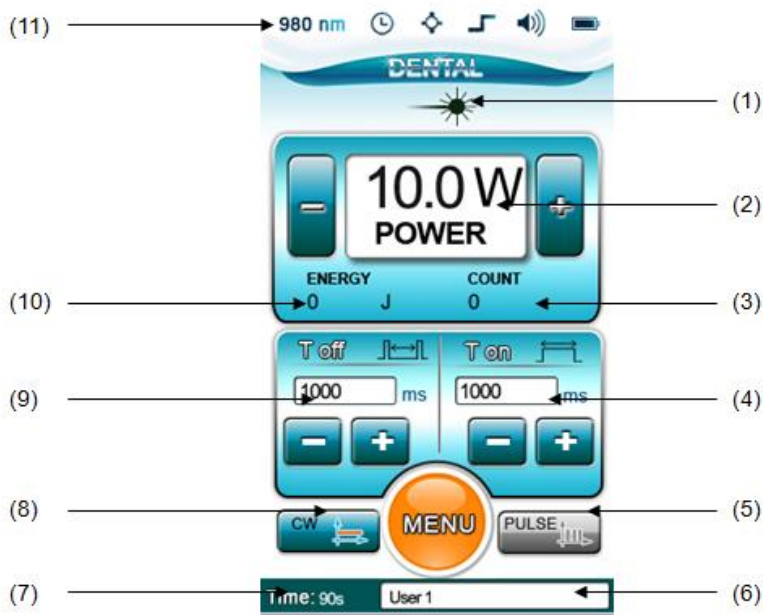 (11) 980 nm
DENTAL
(1)
10.0 W
(2)
POWER
ENERGY COUNT
(10) 0 J 0 (3)
T off T on
(9) 1000 ms 1000 ms (4)
(8) CW MENU PULSE (5)
(7) Time: 90s User 1 (6)